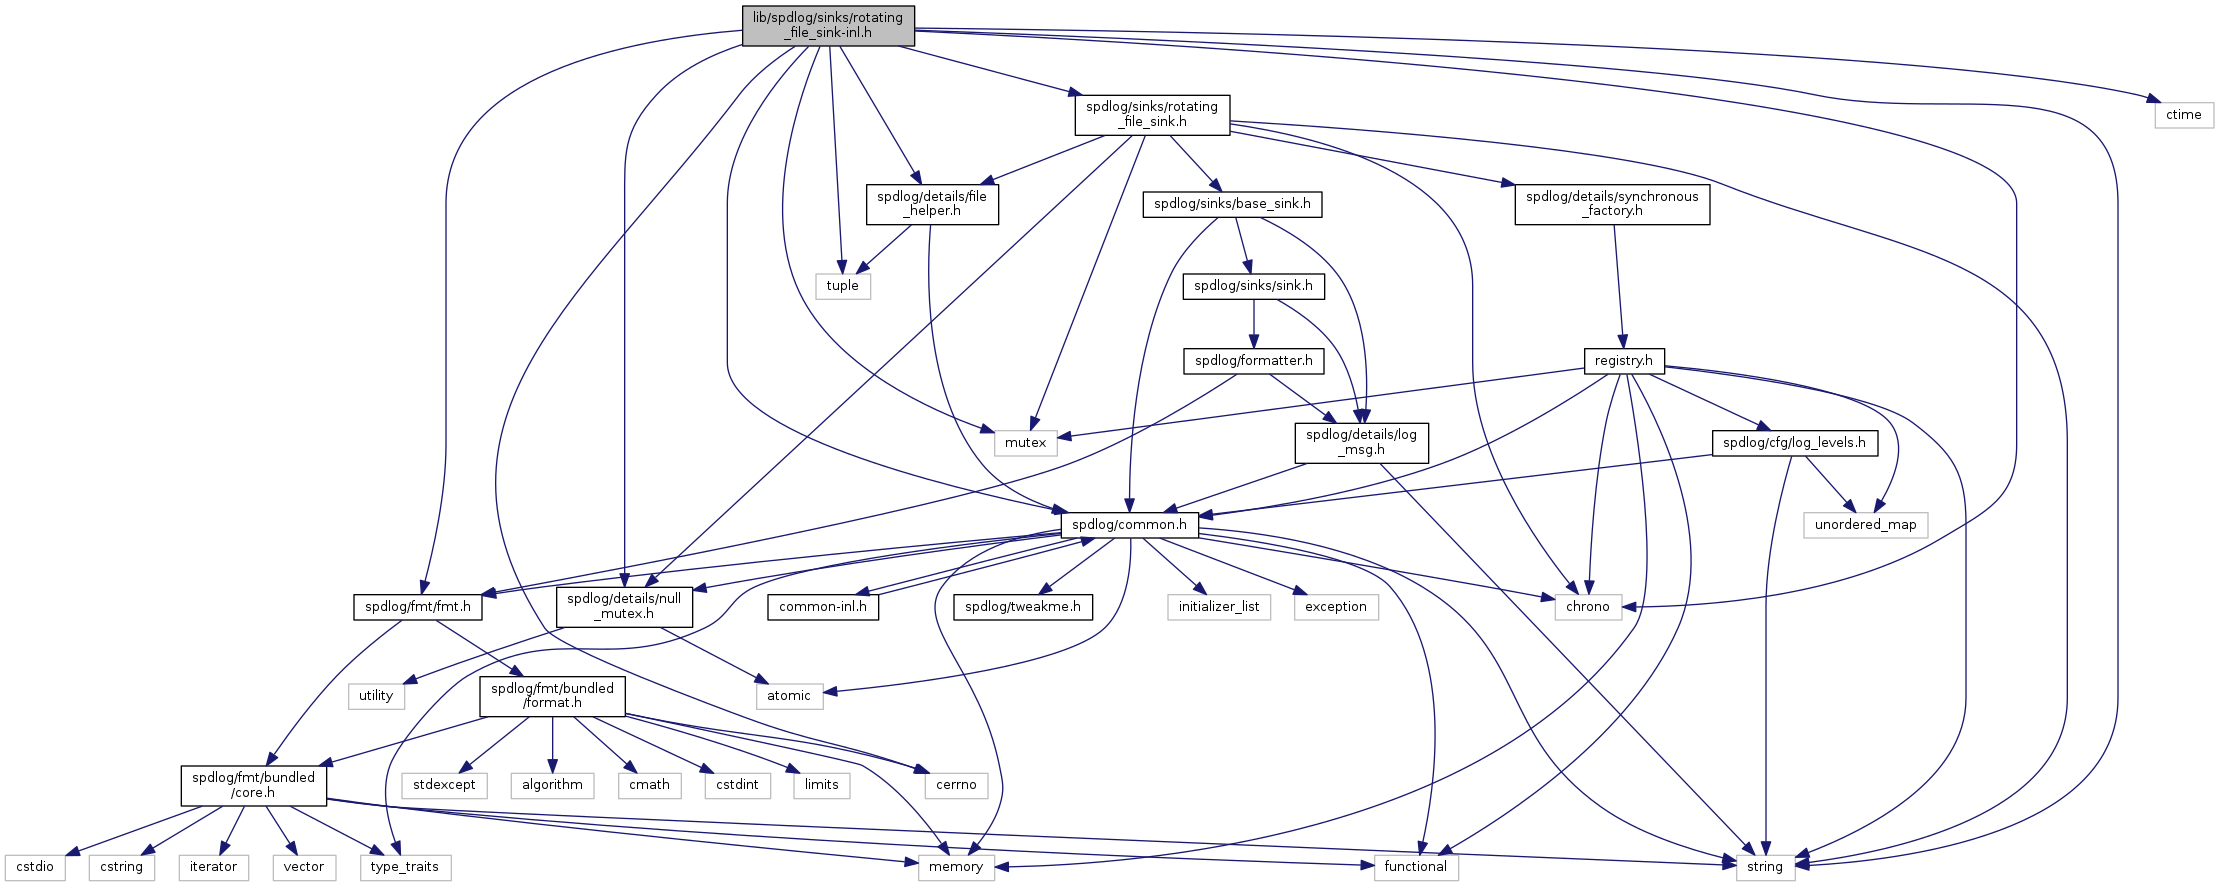 lib/spdlog/sinks/rotating
_file_sink-inl.h
spdlog/sinks/rotating
_file_sink.h
ctime
spdlog/details/file
_helper.h
spdlog/sinks/base_sink.h
spdlog/details/synchronous
_factory.h
tuple
spdlog/sinks/sink.h
spdlog/formatter.h
registry.h
mutex
spdlog/details/log
_msg.h
spdlog/cfg/log_levels.h
spdlog/common.h
unordered_map
spdlog/fmt/fmt.h
spdlog/details/null
_mutex.h
common-inl.h
spdlog/tweakme.h
initializer_list
exception
chrono
utility
spdlog/fmt/bundled
/format.h
atomic
spdlog/fmt/bundled
/core.h
stdexcept
algorithm
cmath
cstdint
limits
cerrno
cstdio
cstring
iterator
vector
type_traits
memory
functional
string